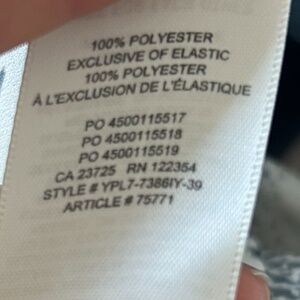 100% POLYESTER
EXCLUSIVE OF ELASTIC
100% POLYESTER
À L'EXCLUSION DE L'ÉLASTIQUE
PO 4500115517
PO 4500115518
PO 4500115519
CA 23725 RN 122354
STYLE # YPL7-7386IY-39
ARTICLE # 75771